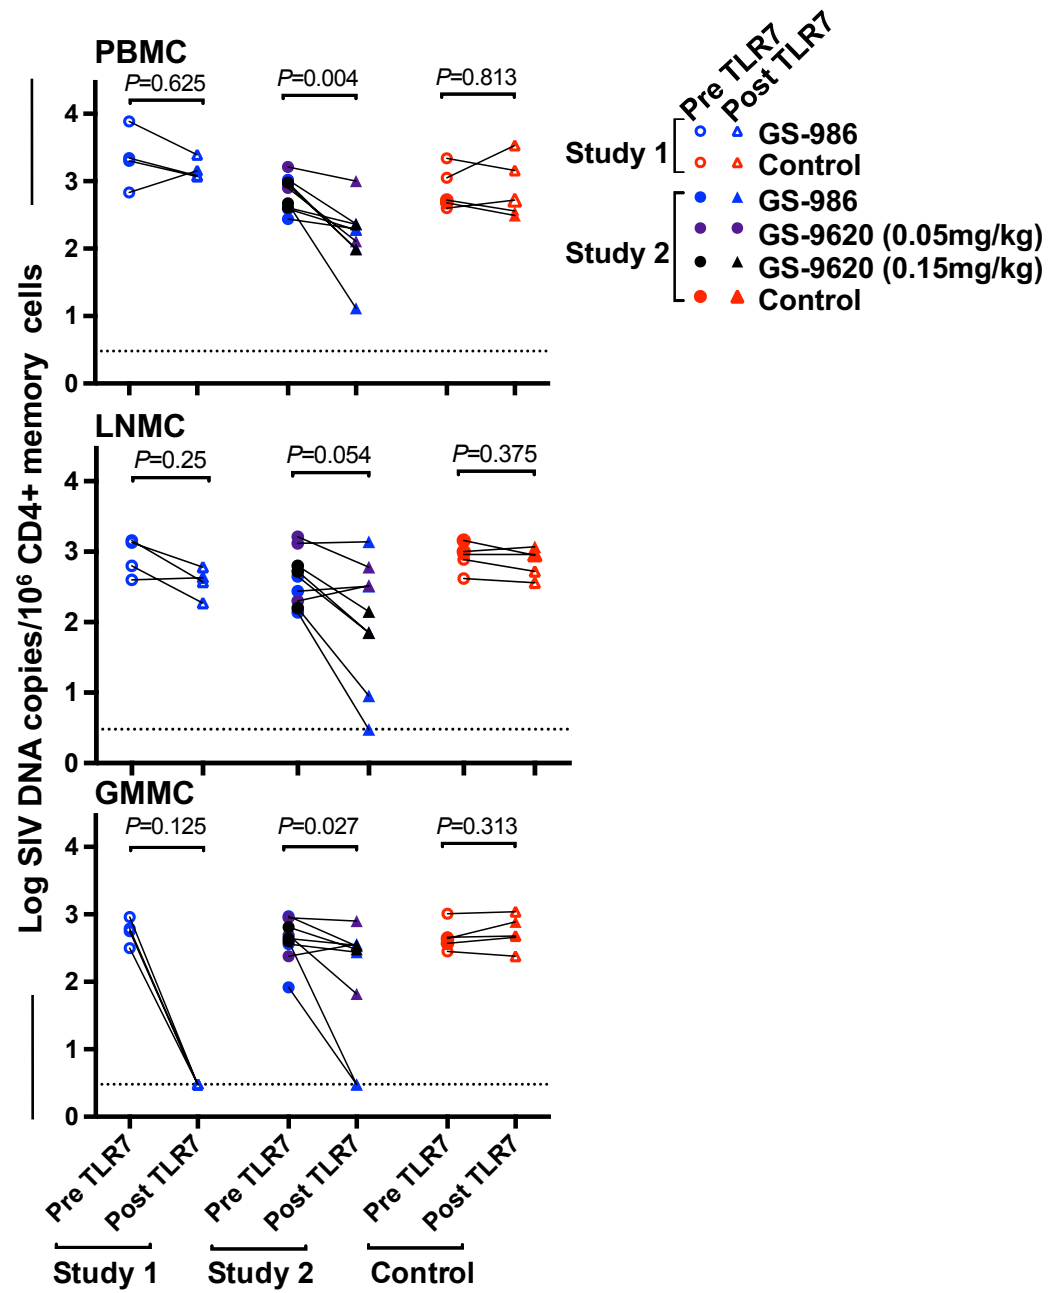 PBMC
P=0.625
P=0.004
P=0.813
4
3
2
1
0
Pre TLR7
Post TLR7
Study 1
GS-986
Control
Study 2
GS-986
GS-9620 (0.05mg/kg)
GS-9620 (0.15mg/kg)
Control
Log SIV DNA copies/10⁶ CD4+ memory cells
LNMC
P=0.25
P=0.054
P=0.375
4
3
2
1
0
GMMC
P=0.125
P=0.027
P=0.313
4
3
2
1
0
Pre TLR7
Post TLR7
Pre TLR7
Post TLR7
Pre TLR7
Post TLR7
Study 1
Study 2
Control